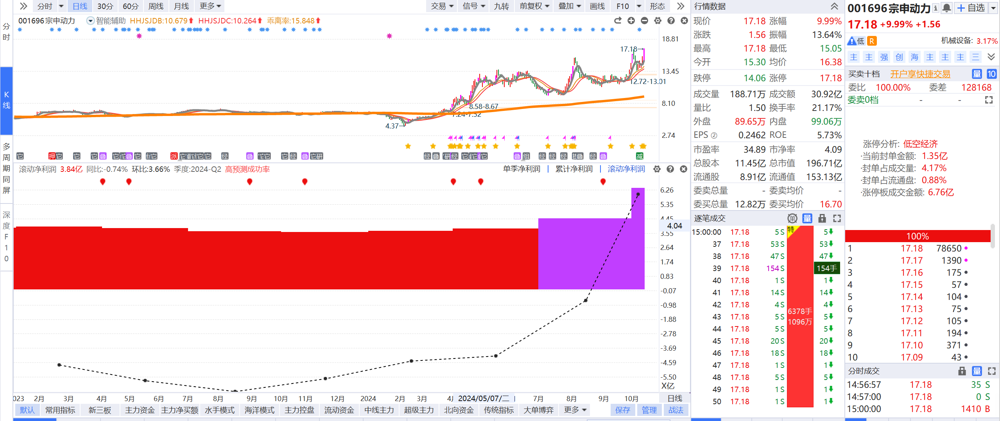 分时
日线
30分
60分
周线
月线
更多
交易
信号
九转
前复权
叠加
画线
F10
形态
分时
K线
多周期同屏
深度F10
001696 宗申动力
智能辅助
HHJSJDB:10.679
HHJSJDC:10.264
乖离率:15.848
18.81
17.18→
13.45
12.72-13.01
8.10
8.58-8.67
7.24-7.52
4.37→
2.74
滚动净利润 3.84亿 同比:-0.74% 环比:3.66% 季度:2024-Q2 高预测成功率
单季净利润
累计净利润
滚动净利润
6.26
5.35
4.45
4.04
3.55
2.64
1.74
0.83
-0.07
-0.98
-1.88
-2.78
-3.69
-4.59
-5.50
X亿
023 2月 3月 4月 5月 6月 7月 8月 9月 10月 11月 12月 2024 2月 3月 2024/05/07/二 7月 8月 9月 10月 日线
默认 常用指标 新三板 主力资金 主力净买额 水手模式 海洋模式 主力控盘 流动资金 中线主力 超级主力 北向资金 传统指标 大单博弈 更多 保存 管理 战法
行情数据
现价 17.18 涨幅 9.99%
涨跌 1.56 振幅 13.64%
最高 17.18 最低 15.05
今开 15.30 均价 16.38
跌停 14.06 涨停 17.18
成交量 188.71万 成交额 30.92亿
量比 1.50 换手率 21.17%
外盘 89.65万 内盘 99.06万
EPS ② 0.2462 ROE 5.73%
市盈率 34.89 市净率 4.09
总股本 11.45亿 总市值 196.71亿
流通股 8.91亿 流通值 153.13亿
委卖总量 - 委卖均价 -
委买总量 12.82万 委买均价 16.70
逐笔成交 单 量
15:00:00 17.18 5 S 特 5
37 17.18 53 S 53
38 17.18 47 S 47
39 17.18 154 S 154手
40 17.18 1 S 1
41 17.18 14 S 14
42 17.18 4 S 4
43 17.18 5 S 5
6378手
1096万
44 17.18 5 S 5
45 17.18 20 S 20
46 17.18 18 S 18
47 17.18 1 S 1
48 17.18 5 S 5
49 17.18 1 S 1
50 17.18 1 S 1
001696 宗申动力 自选
17.18 +9.99% +1.56
低 R 机械设备: 3.17%
主 主 强 创 海 主 主 主 三
买卖十档 开户享快捷交易 量 10
委比 100.00% 委差 128168
委卖0档 - -
涨停分析: 低空经济
·当前封单金额: 1.35亿
·封单占成交量: 4.17%
·封单占流通盘: 0.88%
·涨停板成交金额: 6.76亿
100%
1 17.18 78650
2 17.17 1390
3 17.16 175
4 17.15 57
5 17.14 104
6 17.13 75
7 17.12 105
8 17.11 194
9 17.10 371
10 17.09 43
分时成交 量
14:56:57 17.18 35 S
14:57:00 17.18 0 S
15:00:00 17.18 1410 B